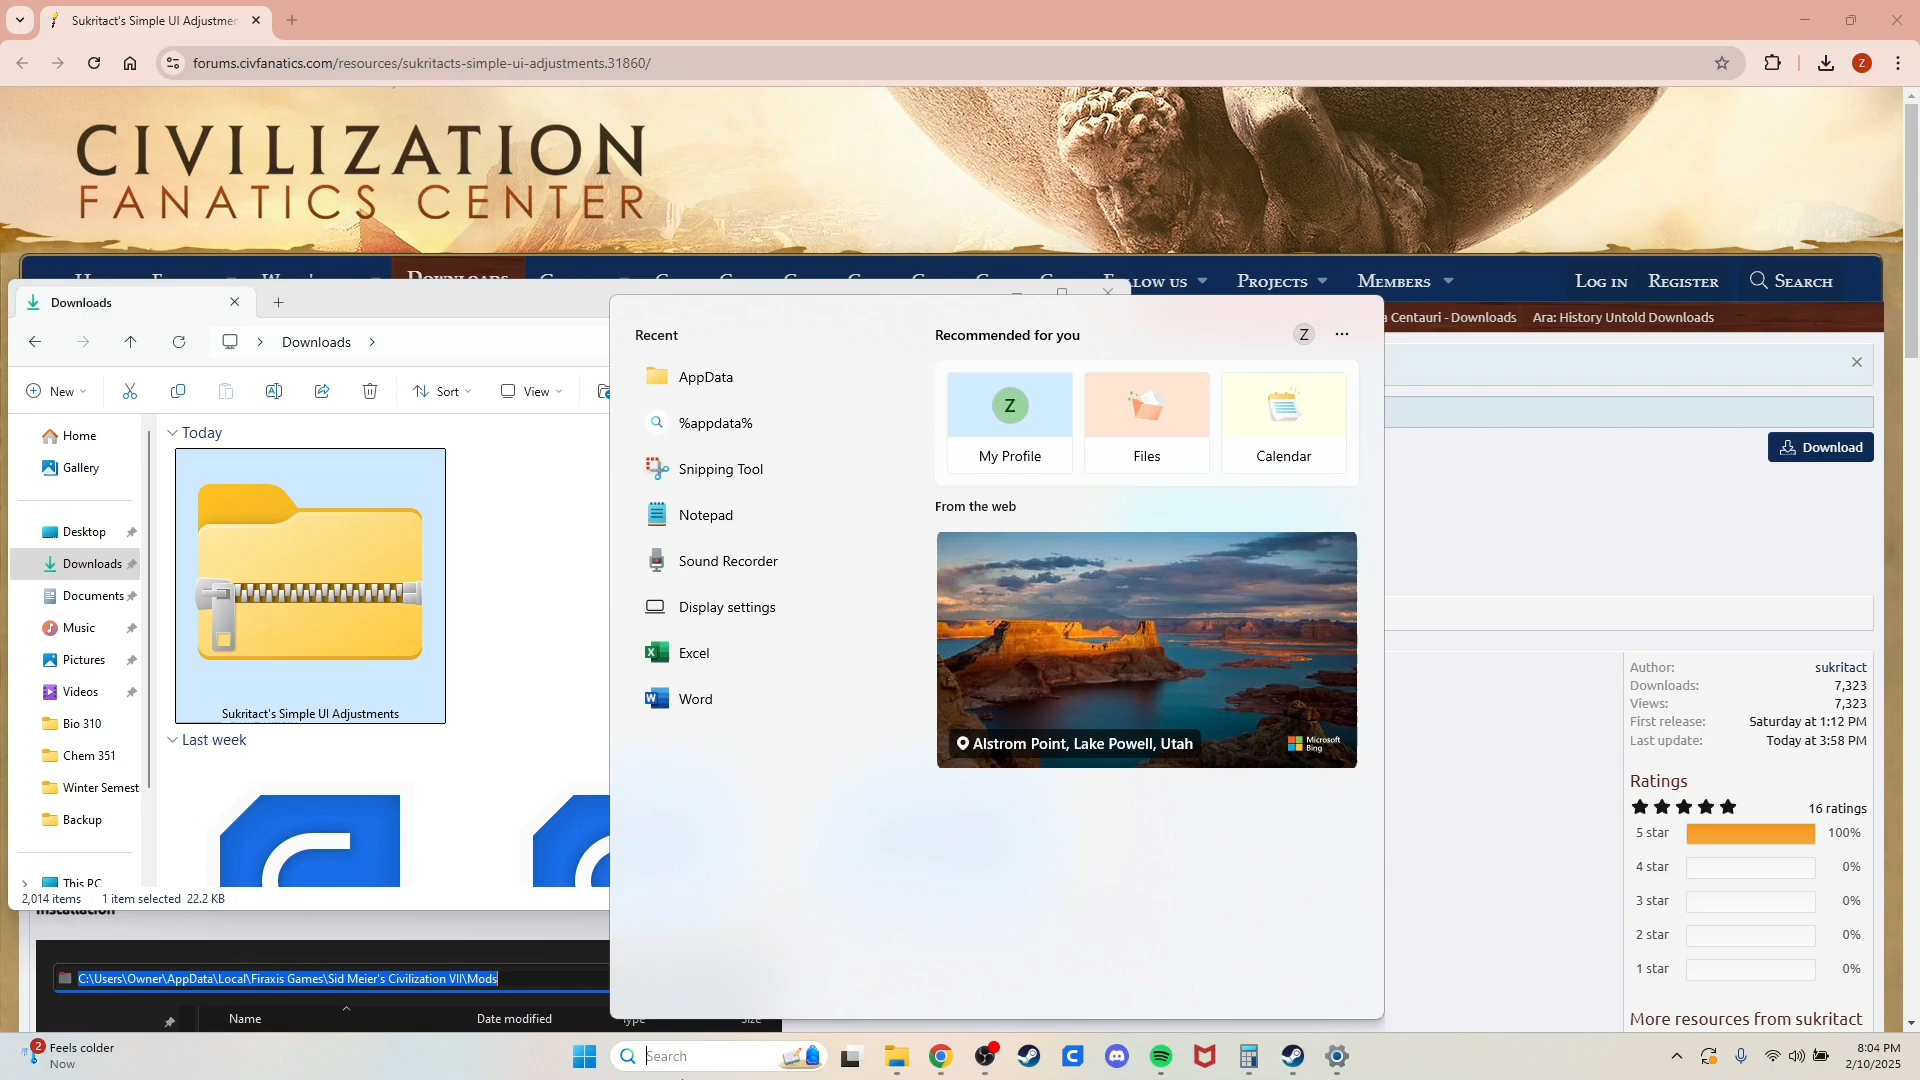 Sukritact's Simple UI Adjustmen
forums.civfanatics.com/resources/sukritacts-simple-ui-adjustments.31860/
Z
CIVILIZATION
FANATICS CENTER
DOWNLOADS
LLOW US
PROJECTS
MEMBERS
LOG IN
REGISTER
SEARCH
a Centauri - Downloads
Ara: History Untold Downloads
Downloads
Downloads
New
Sort
View
Home
Gallery
Desktop
Downloads
Documents
Music
Pictures
Videos
Bio 310
Chem 351
Winter Semest
Backup
This PC
Today
Sukritact's Simple UI Adjustments
Last week
2,014 items
1 item selected 22.2 KB
Recent
AppData
%appdata%
Snipping Tool
Notepad
Sound Recorder
Display settings
Excel
Word
Recommended for you
Z
Z
My Profile
Files
Calendar
From the web
Alstrom Point, Lake Powell, Utah
Microsoft
Bing
Download
Author: sukritact
Downloads: 7,323
Views: 7,323
First release: Saturday at 1:12 PM
Last update: Today at 3:58 PM
Ratings
16 ratings
5 star 100%
4 star 0%
3 star 0%
2 star 0%
1 star 0%
More resources from sukritact
Installation
C:\Users\Owner\AppData\Local\Firaxis Games\Sid Meier's Civilization VII\Mods
Name
Date modified
Type
Size
2
Feels colder
Now
Search
8:04 PM
2/10/2025